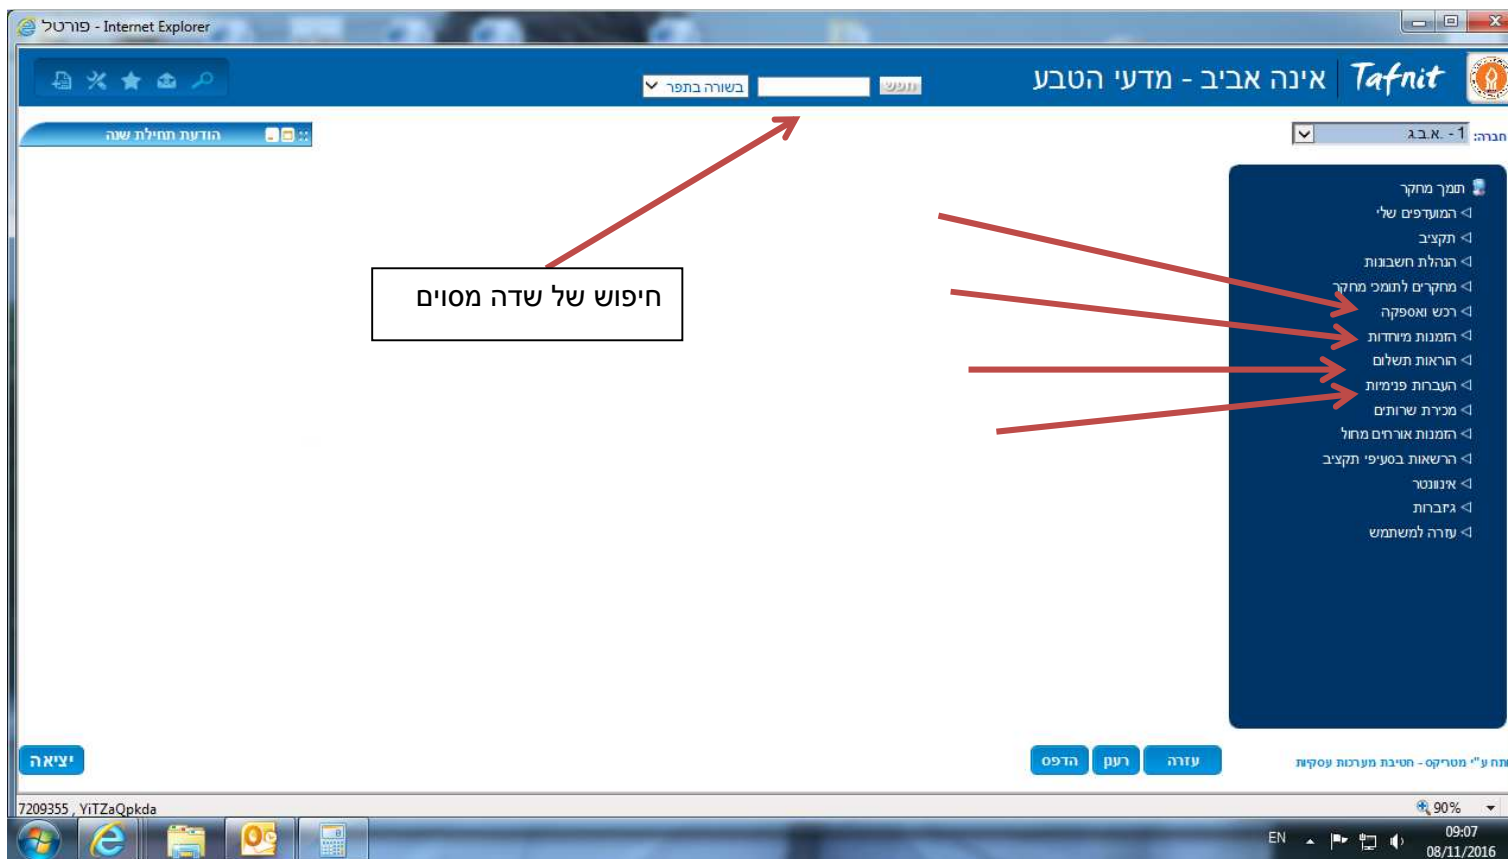 פורטל - Internet Explorer
Tafnit אינה אביב - מדעי הטבע
חפש
בשורה בתפר
חברה: 1 - .א.ב.ג
הודעת תחילת שנה
תומך מחקר
המועדפים שלי
תקציב
הנהלת חשבונות
מחקרים לתומכי מחקר
רכש ואספקה
הזמנות מיוחדות
הוראות תשלום
העברות פנימיות
מכירת שרותים
הזמנות אורחים מחול
הרשאות בסעיפי תקציב
אינוונטר
גיזברות
עזרה למשתמש
חיפוש של שדה מסוים
עזרה
רענן
הדפס
יציאה
ותח ע"י מטריקס - חטיבת מערכות עסקיות
7209355 , YiTZaQpkda
90%
EN
09:07
08/11/2016